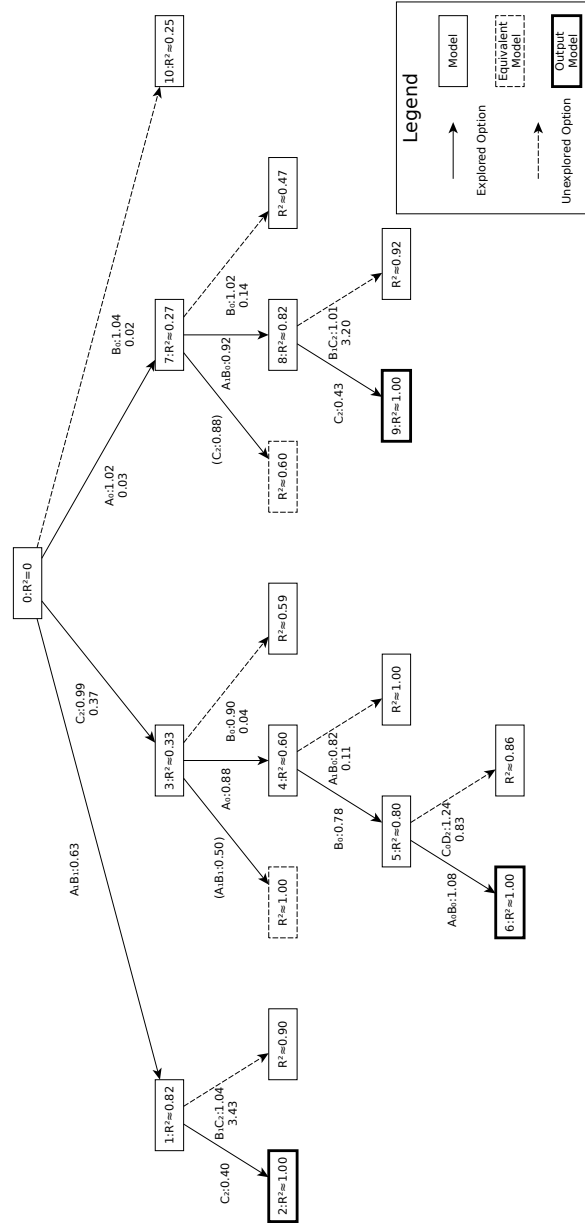 0:R²=0
A₁B₁:0.63
C₂:0.99
0.37
A₀:1.02
0.03
B₀:1.04
0.02
1:R²≈0.82
3:R²≈0.33
7:R²≈0.27
10:R²≈0.25
C₂:0.40
B₁C₂:1.04
3.43
(A₁B₁:0.50)
A₀:0.88
B₀:0.90
0.04
(C₂:0.88)
A₁B₀:0.92
B₀:1.02
0.14
2:R²≈1.00
R²≈0.90
R²≈1.00
4:R²≈0.60
R²≈0.59
R²≈0.60
8:R²≈0.82
R²≈0.47
B₀:0.78
A₁B₀:0.82
0.11
C₂:0.43
B₁C₂:1.01
3.20
5:R²≈0.80
R²≈1.00
9:R²≈1.00
R²≈0.92
A₀B₀:1.08
C₀D₂:1.24
0.83
6:R²≈1.00
R²≈0.86
Legend
Explored Option
Unexplored Option
Model
Equivalent
Model
Output
Model